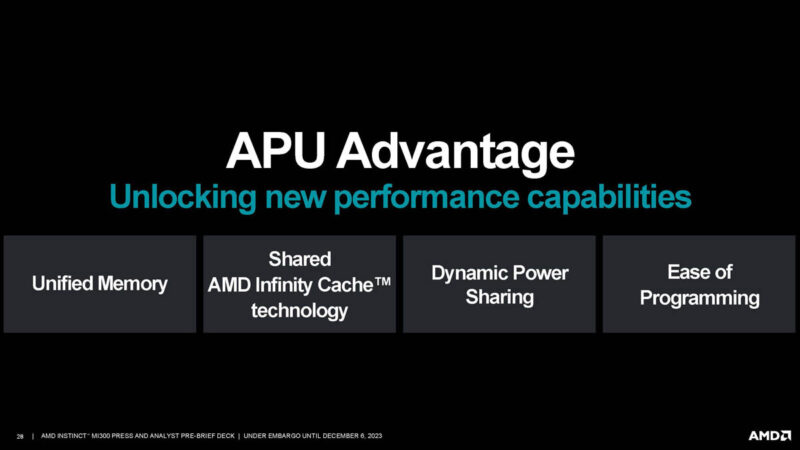 APU Advantage
Unlocking new performance capabilities
Unified Memory
Shared
AMD Infinity Cache™
technology
Dynamic Power
Sharing
Ease of
Programming
28 | AMD INSTINCT™ MI300 PRESS AND ANALYST PRE-BRIEF DECK | UNDER EMBARGO UNTIL DECEMBER 6, 2023
AMD